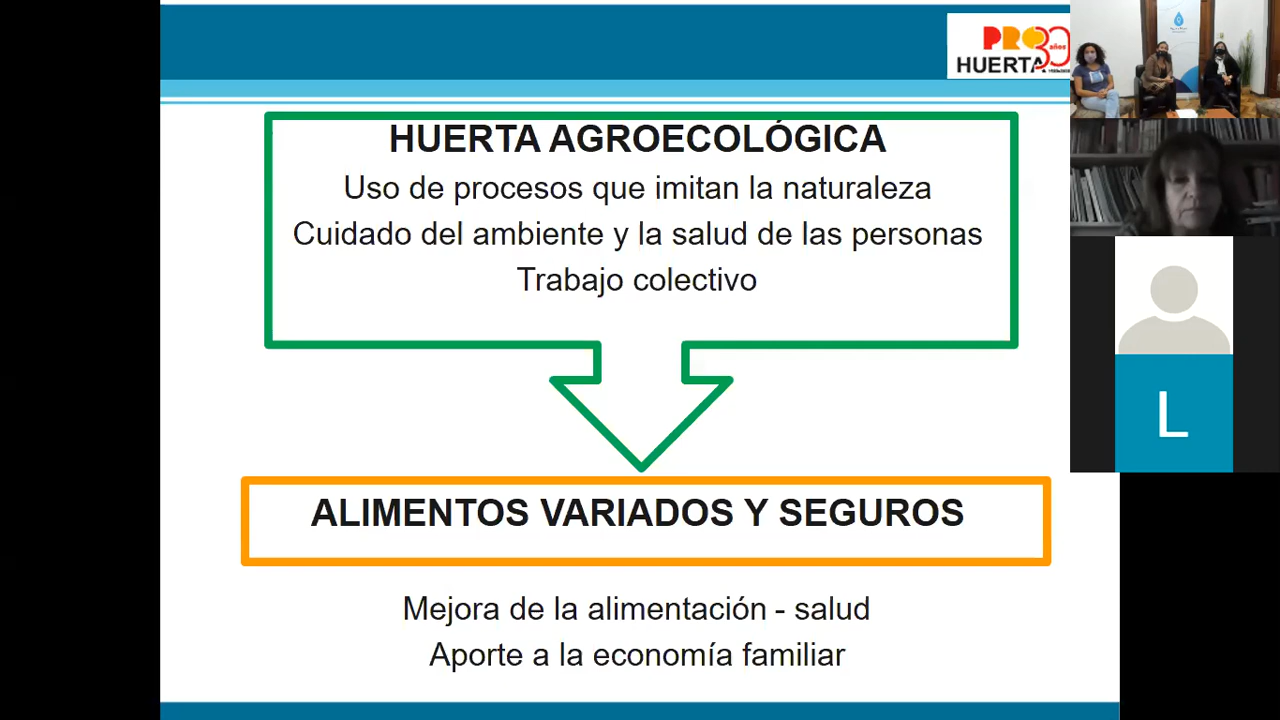 PRO
30 años
HUERTA
HUERTA AGROECOLÓGICA
Uso de procesos que imitan la naturaleza
Cuidado del ambiente y la salud de las personas
Trabajo colectivo
ALIMENTOS VARIADOS Y SEGUROS
Mejora de la alimentación - salud
Aporte a la economía familiar
L